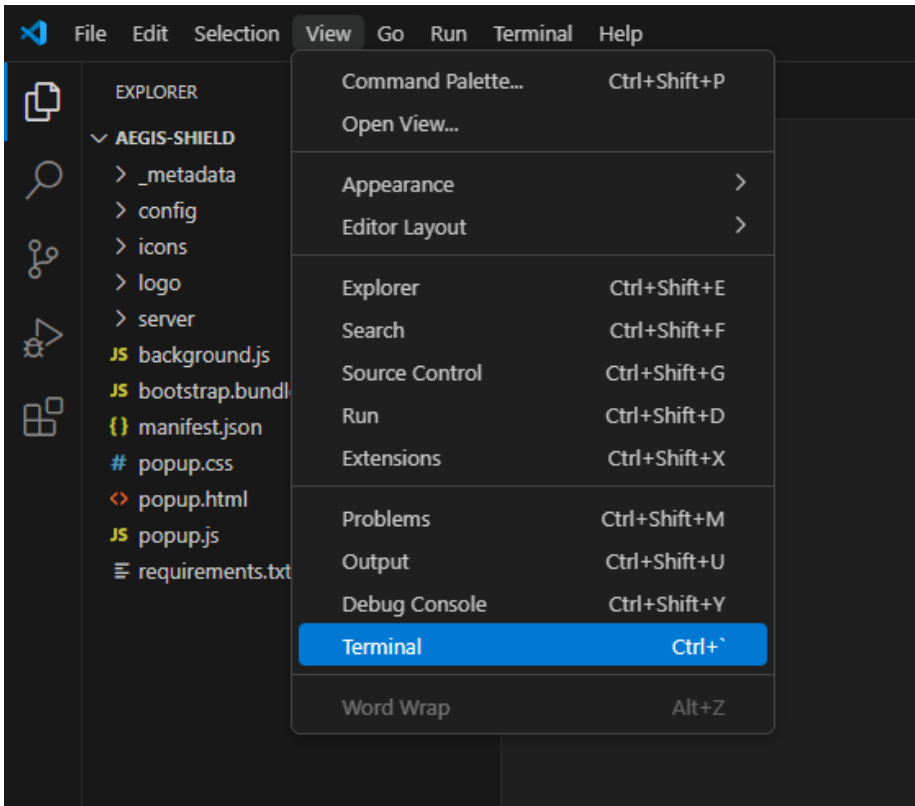 File Edit Selection View Go Run Terminal Help
EXPLORER
AEGIS-SHIELD
_metadata
config
icons
logo
server
JS background.js
JS bootstrap.bundl
{} manifest.json
# popup.css
<> popup.html
JS popup.js
requirements.txt
Command Palette... Ctrl+Shift+P
Open View...
Appearance
Editor Layout
Explorer Ctrl+Shift+E
Search Ctrl+Shift+F
Source Control Ctrl+Shift+G
Run Ctrl+Shift+D
Extensions Ctrl+Shift+X
Problems Ctrl+Shift+M
Output Ctrl+Shift+U
Debug Console Ctrl+Shift+Y
Terminal Ctrl+`
Word Wrap Alt+Z